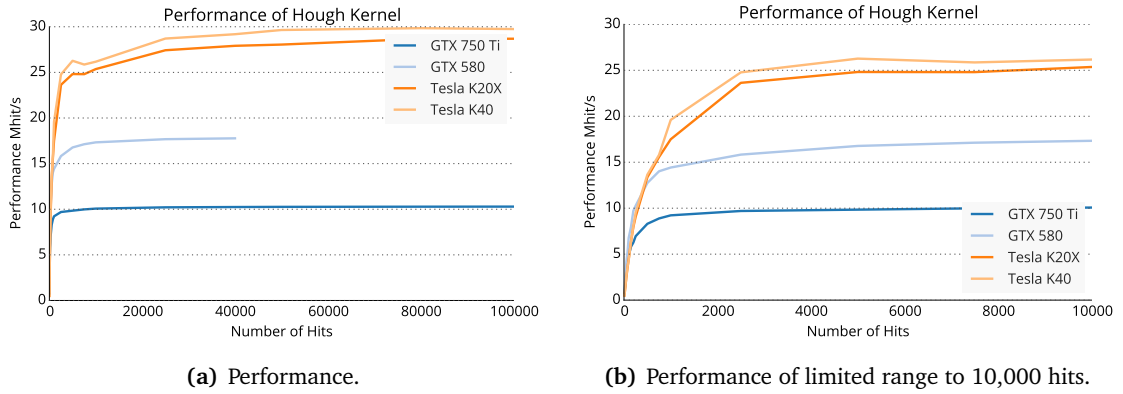 Performance of Hough Kernel
30
25
20
15
10
5
0
Performance Mhit/s
GTX 750 Ti
GTX 580
Tesla K20X
Tesla K40
0 20000 40000 60000 80000 100000
Number of Hits
(a) Performance.
Performance of Hough Kernel
30
25
20
15
10
5
0
Performance Mhit/s
GTX 750 Ti
GTX 580
Tesla K20X
Tesla K40
0 2000 4000 6000 8000 10000
Number of Hits
(b) Performance of limited range to 10,000 hits.